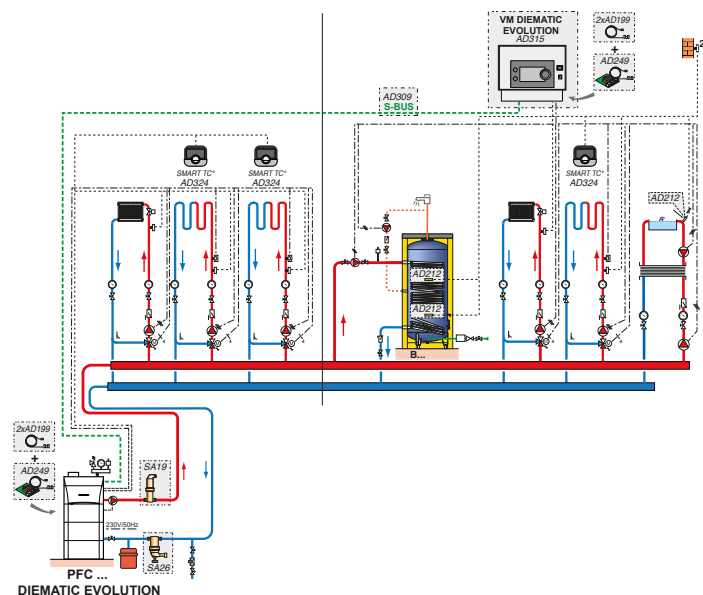 VM DIEMATIC
EVOLUTION
AD315
2xAD199
+
AD249
2
AD309
S-BUS
SMART TC°
AD324
SMART TC°
AD324
SMART TC°
AD324
AD212
AD212
AD212
B...
2xAD199
+
AD249
SA19
230V/50Hz
SA26
PFC ...
DIEMATIC EVOLUTION